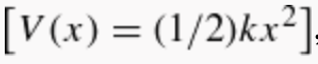 [V(x) = (1/2)kx²],